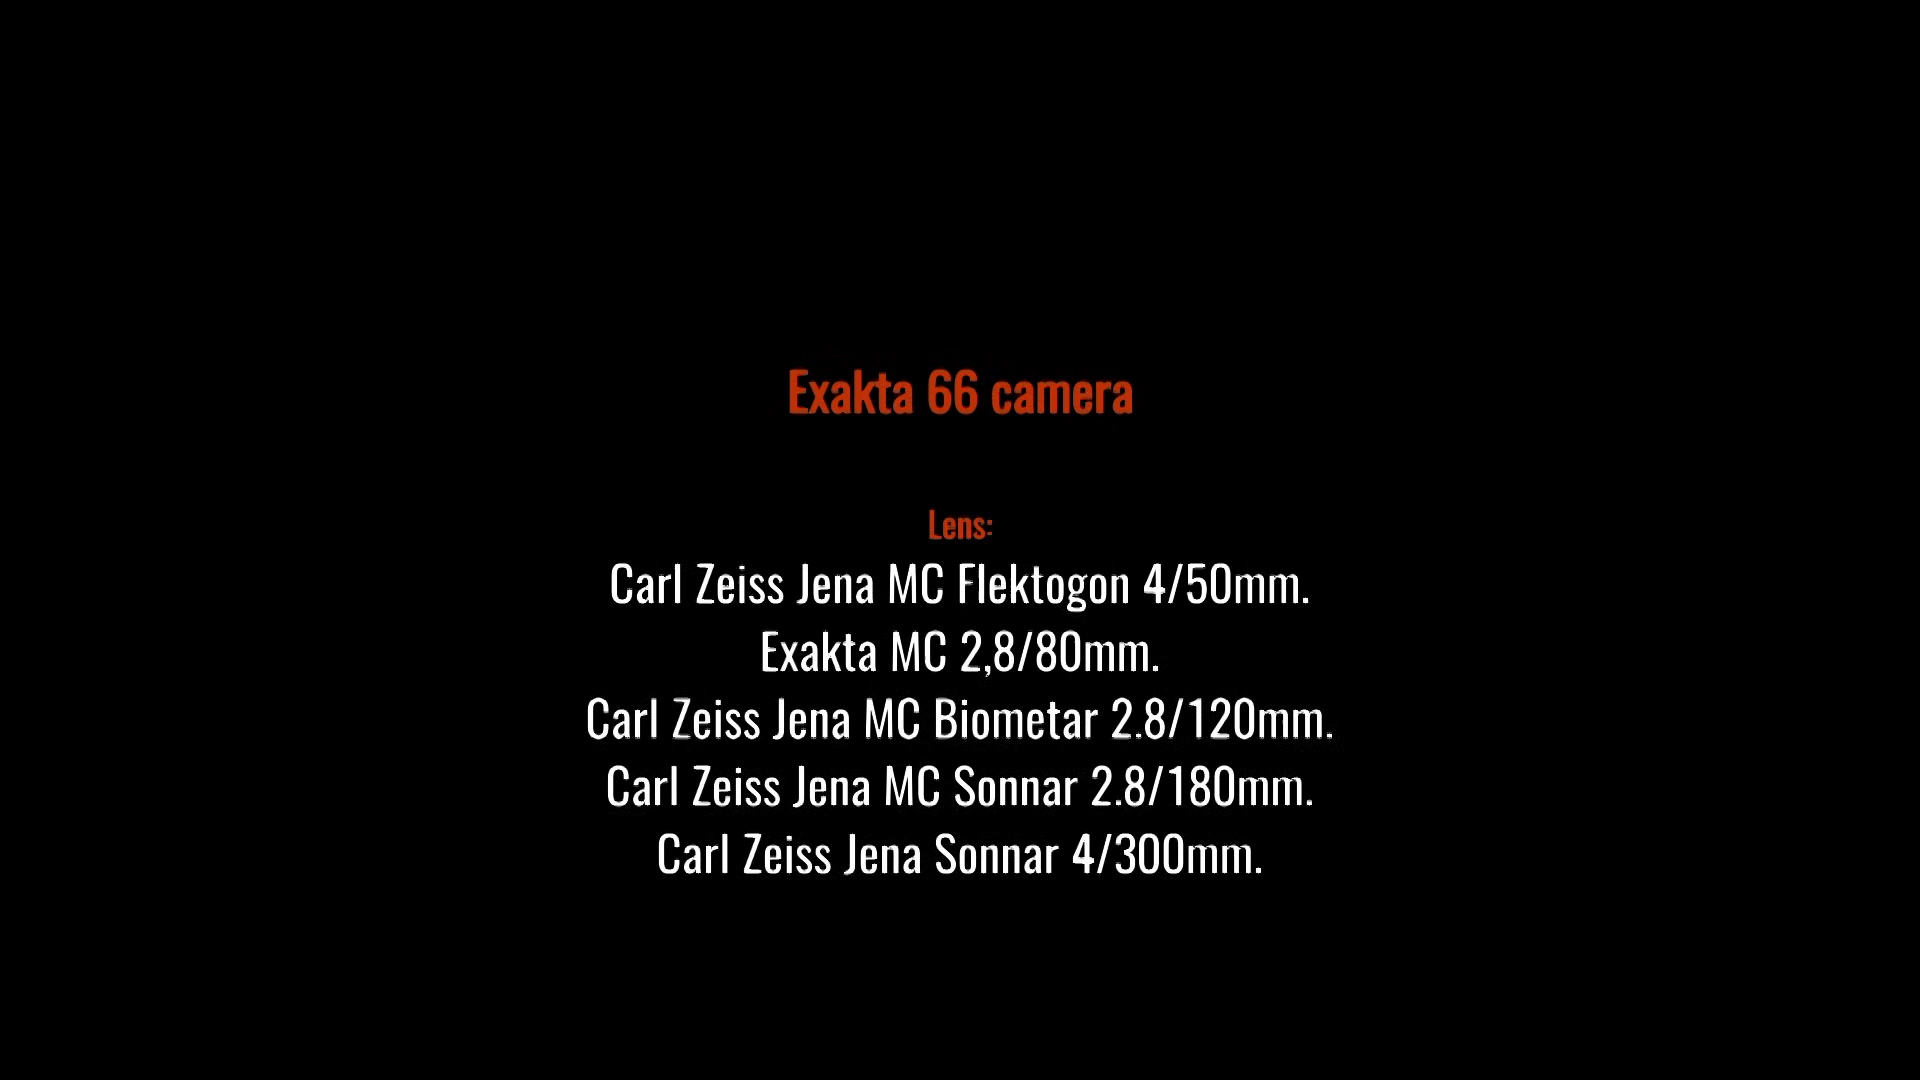 Exakta 66 camera
Lens:
Carl Zeiss Jena MC Flektogon 4/50mm.
Exakta MC 2,8/80mm.
Carl Zeiss Jena MC Biometar 2.8/120mm.
Carl Zeiss Jena MC Sonnar 2.8/180mm.
Carl Zeiss Jena Sonnar 4/300mm.